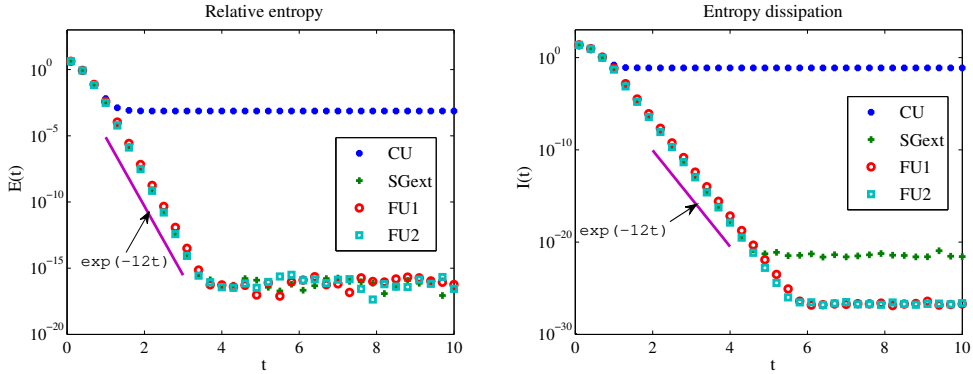 Relative entropy
E(t)
10^0
10^-5
10^-10
10^-15
10^-20
CU
SGext
FU1
FU2
exp(-12t)
0 2 4 6 8 10
t
Entropy dissipation
I(t)
10^0
10^-10
10^-20
10^-30
CU
SGext
FU1
FU2
exp(-12t)
0 2 4 6 8 10
t